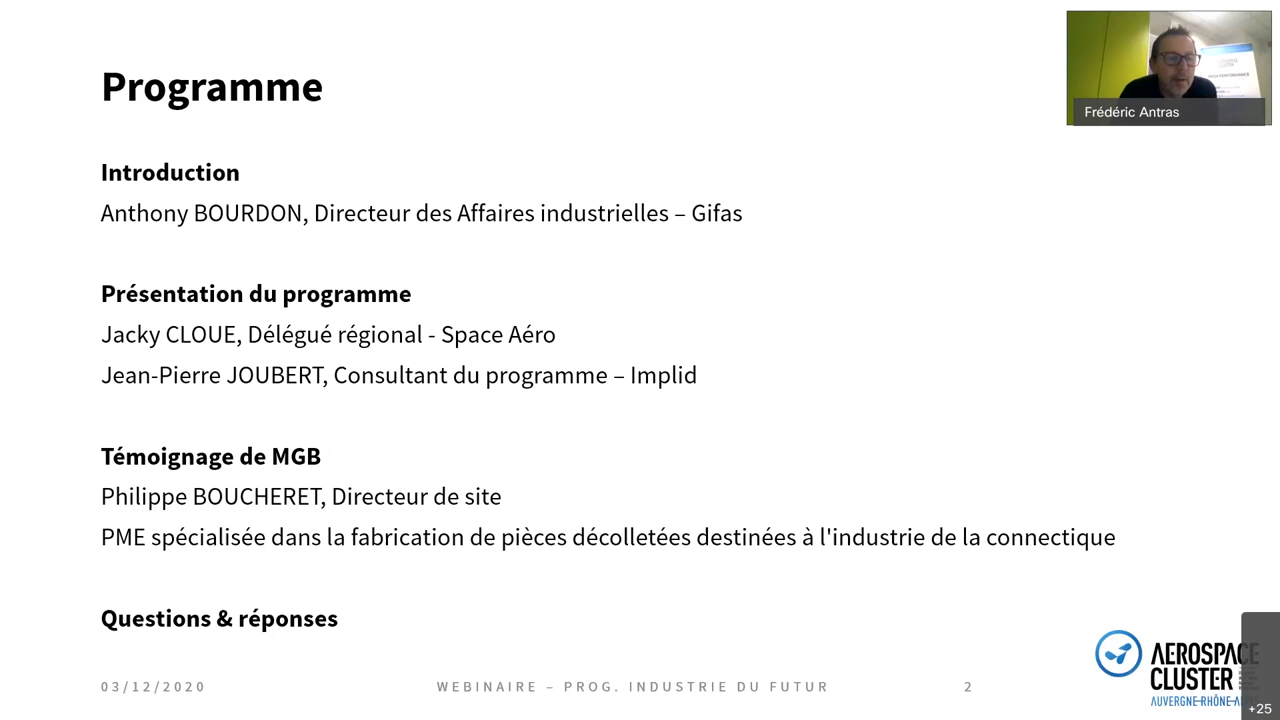 Programme
Frédéric Antras
Introduction
Anthony BOURDON, Directeur des Affaires industrielles – Gifas
Présentation du programme
Jacky CLOUE, Délégué régional - Space Aéro
Jean-Pierre JOUBERT, Consultant du programme – Implid
Témoignage de MGB
Philippe BOUCHERET, Directeur de site
PME spécialisée dans la fabrication de pièces décolletées destinées à l'industrie de la connectique
Questions & réponses
03/12/2020
WEBINAIRE – PROG. INDUSTRIE DU FUTUR
2
AEROSPACE
CLUSTER
AUVERGNE-RHÔNE-ALPES
+25